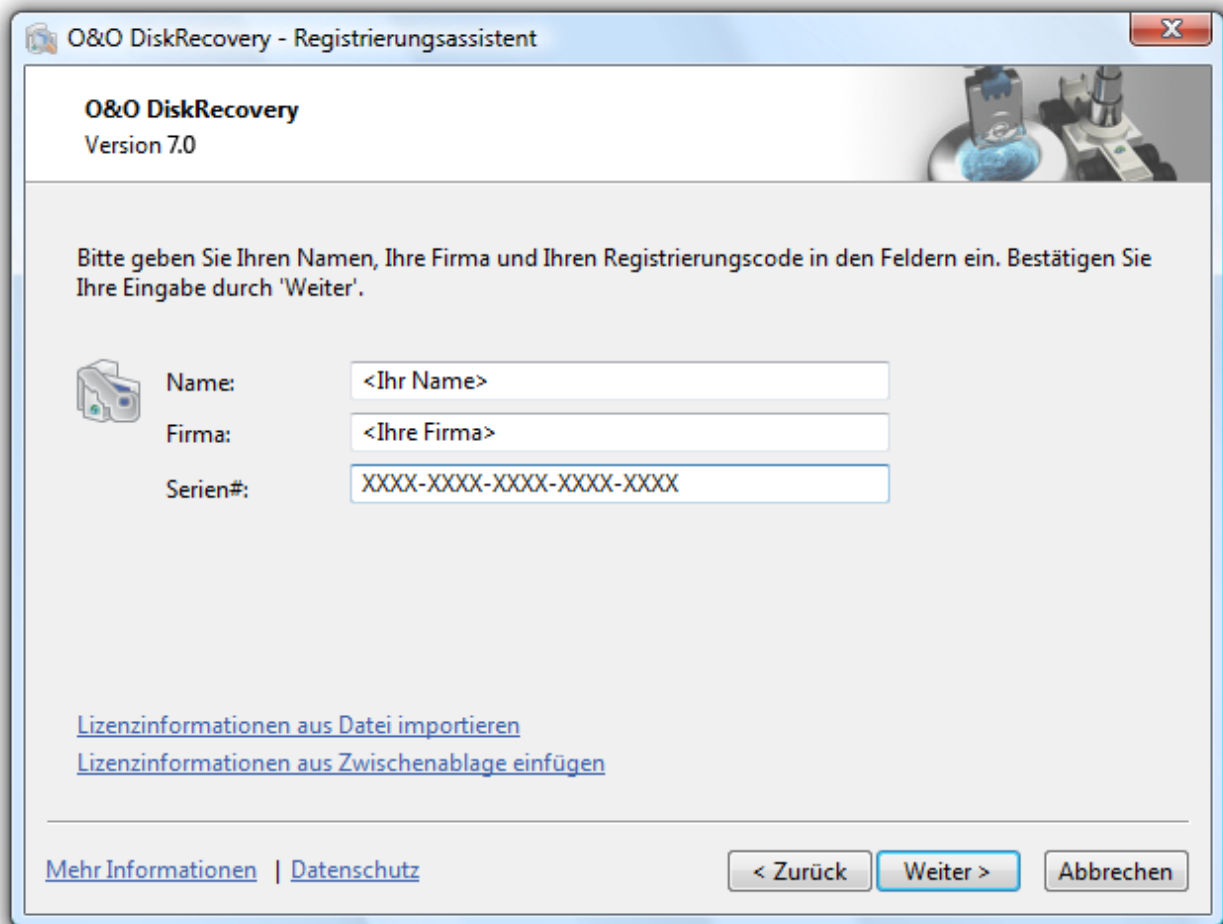 O&O DiskRecovery - Registrierungsassistent
O&O DiskRecovery
Version 7.0
Bitte geben Sie Ihren Namen, Ihre Firma und Ihren Registrierungscode in den Feldern ein. Bestätigen Sie
Ihre Eingabe durch 'Weiter'.
Name: <Ihr Name>
Firma: <Ihre Firma>
Serien#: XXXX-XXXX-XXXX-XXXX-XXXX
Lizenzinformationen aus Datei importieren
Lizenzinformationen aus Zwischenablage einfügen
Mehr Informationen | Datenschutz < Zurück Weiter > Abbrechen